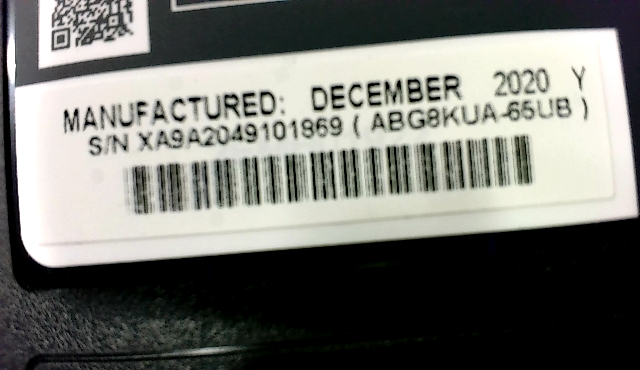 MANUFACTURED: DECEMBER 2020 Y
S/N XA9A2049101869 ( ABG8KUA-65UB )